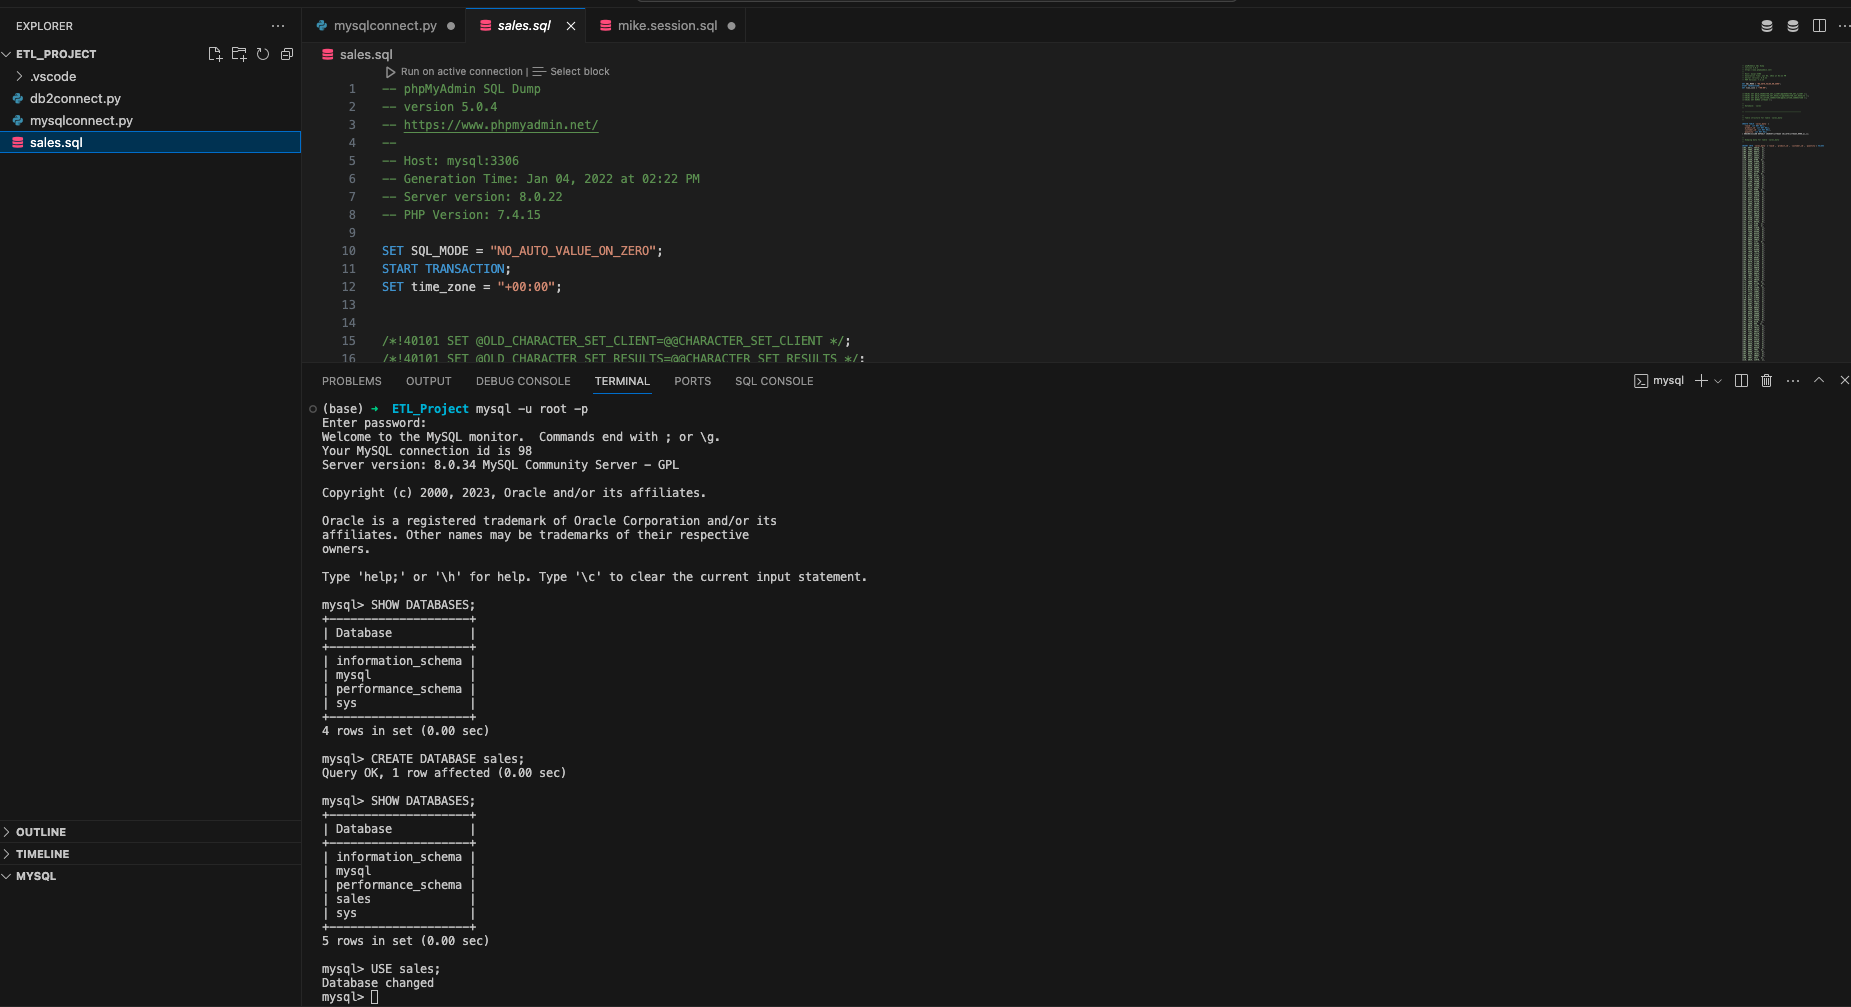 EXPLORER
ETL_PROJECT
.vscode
db2connect.py
mysqlconnect.py
sales.sql
OUTLINE
TIMELINE
MYSQL
mysqlconnect.py
sales.sql
mike.session.sql
sales.sql
Run on active connection | Select block
1 -- phpMyAdmin SQL Dump
2 -- version 5.0.4
3 -- https://www.phpmyadmin.net/
4 --
5 -- Host: mysql:3306
6 -- Generation Time: Jan 04, 2022 at 02:22 PM
7 -- Server version: 8.0.22
8 -- PHP Version: 7.4.15
9
10 SET SQL_MODE = "NO_AUTO_VALUE_ON_ZERO";
11 START TRANSACTION;
12 SET time_zone = "+00:00";
13
14
15 /*!40101 SET @OLD_CHARACTER_SET_CLIENT=@@CHARACTER_SET_CLIENT */;
16 /*!40101 SET @OLD_CHARACTER_SET_RESULTS=@@CHARACTER_SET_RESULTS */;
PROBLEMS OUTPUT DEBUG CONSOLE TERMINAL PORTS SQL CONSOLE
mysql
(base) → ETL_Project mysql -u root -p
Enter password:
Welcome to the MySQL monitor.  Commands end with ; or \g.
Your MySQL connection id is 98
Server version: 8.0.34 MySQL Community Server - GPL
Copyright (c) 2000, 2023, Oracle and/or its affiliates.
Oracle is a registered trademark of Oracle Corporation and/or its
affiliates. Other names may be trademarks of their respective
owners.
Type 'help;' or '\h' for help. Type '\c' to clear the current input statement.
mysql> SHOW DATABASES;
+--------------------+
| Database           |
+--------------------+
| information_schema |
| mysql              |
| performance_schema |
| sys                |
+--------------------+
4 rows in set (0.00 sec)
mysql> CREATE DATABASE sales;
Query OK, 1 row affected (0.00 sec)
mysql> SHOW DATABASES;
+--------------------+
| Database           |
+--------------------+
| information_schema |
| mysql              |
| performance_schema |
| sales              |
| sys                |
+--------------------+
5 rows in set (0.00 sec)
mysql> USE sales;
Database changed
mysql>